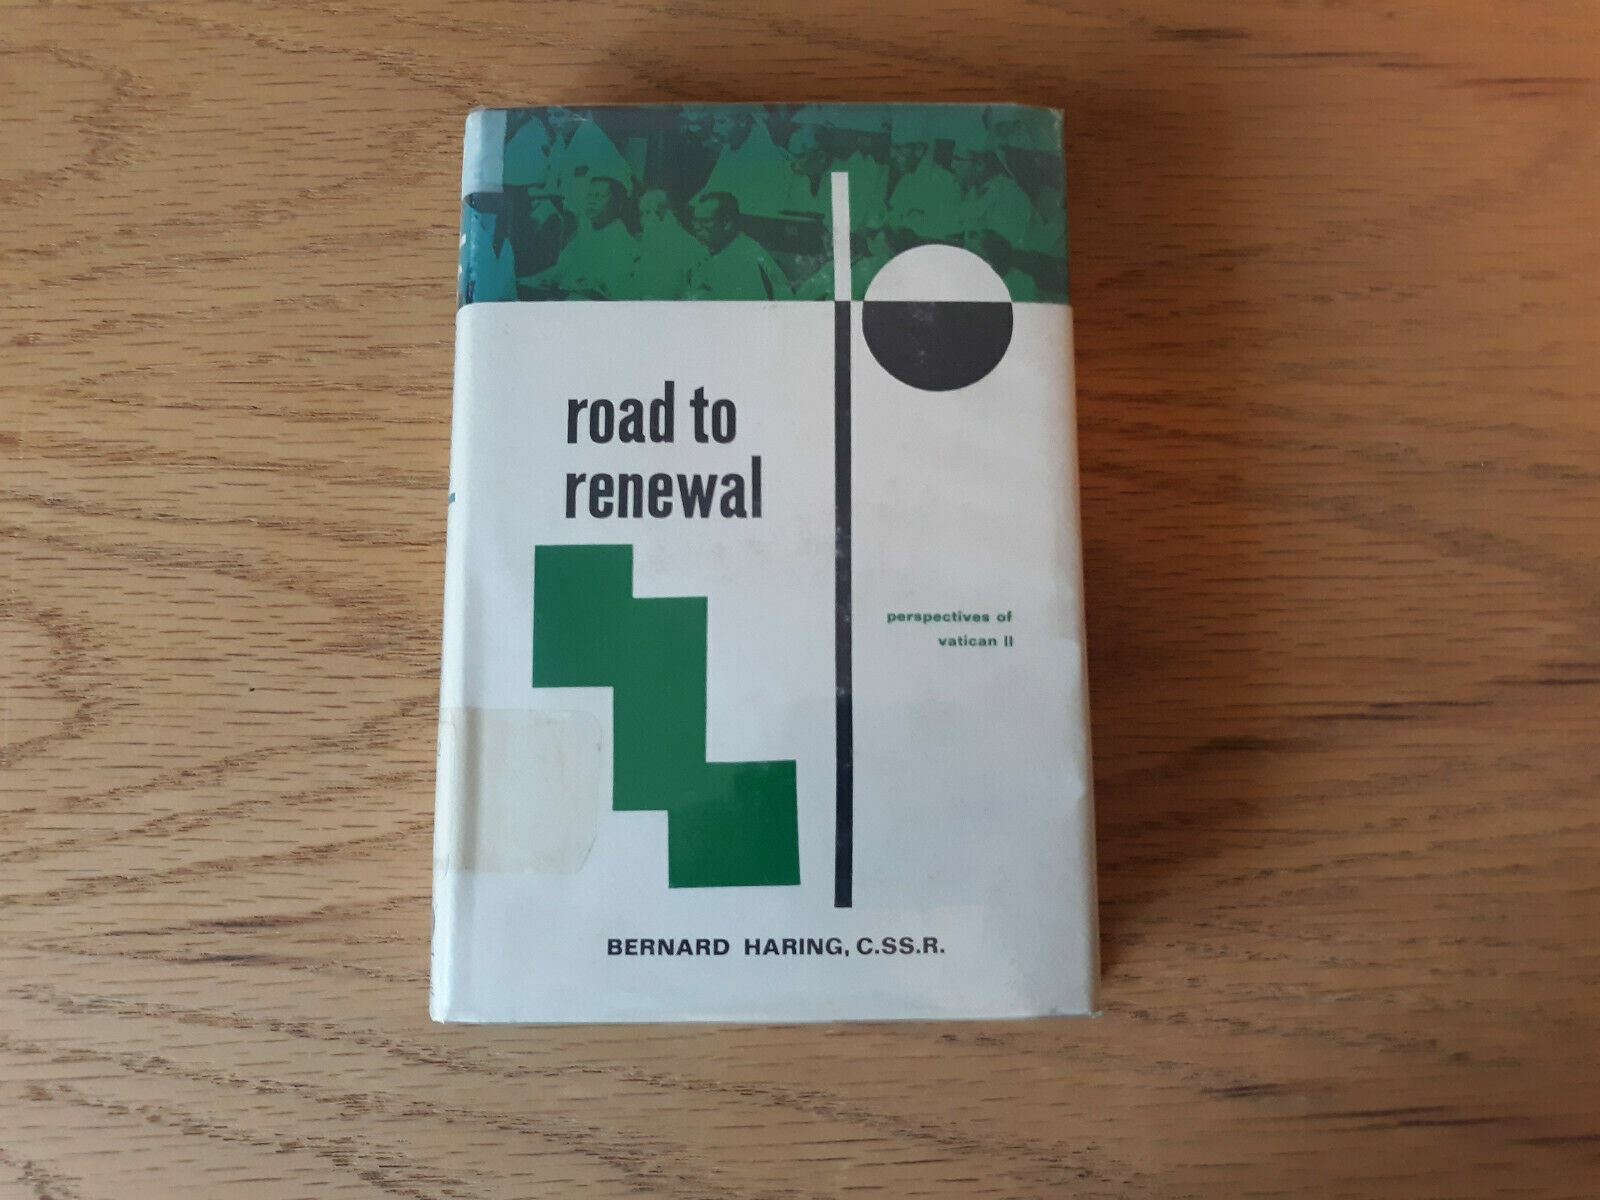 road to
renewal
perspectives of
vatican II
BERNARD HARING, C.SS.R.